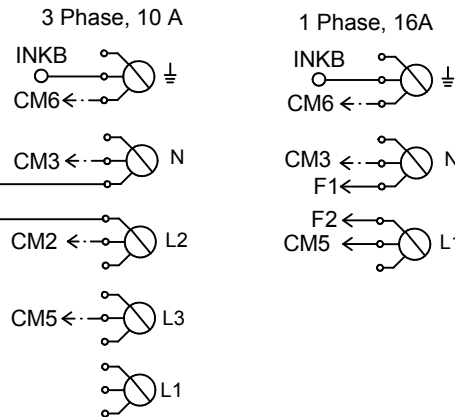 3 Phase, 10 A
INKB
CM6
CM3 N
CM2 L2
CM5 L3
L1
1 Phase, 16A
INKB
CM6
CM3 N
F1
F2
CM5 L1